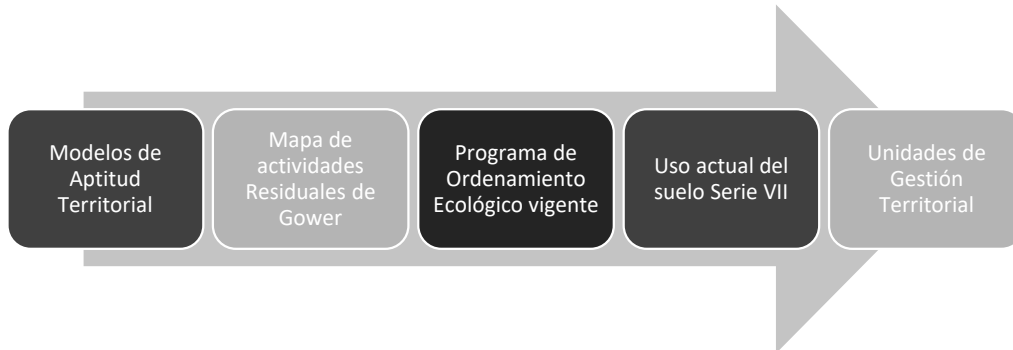 Modelos de
Aptitud
Territorial
Mapa de
actividades
Residuales de
Gower
Programa de
Ordenamiento
Ecológico vigente
Uso actual del
suelo Serie VII
Unidades de
Gestión
Territorial